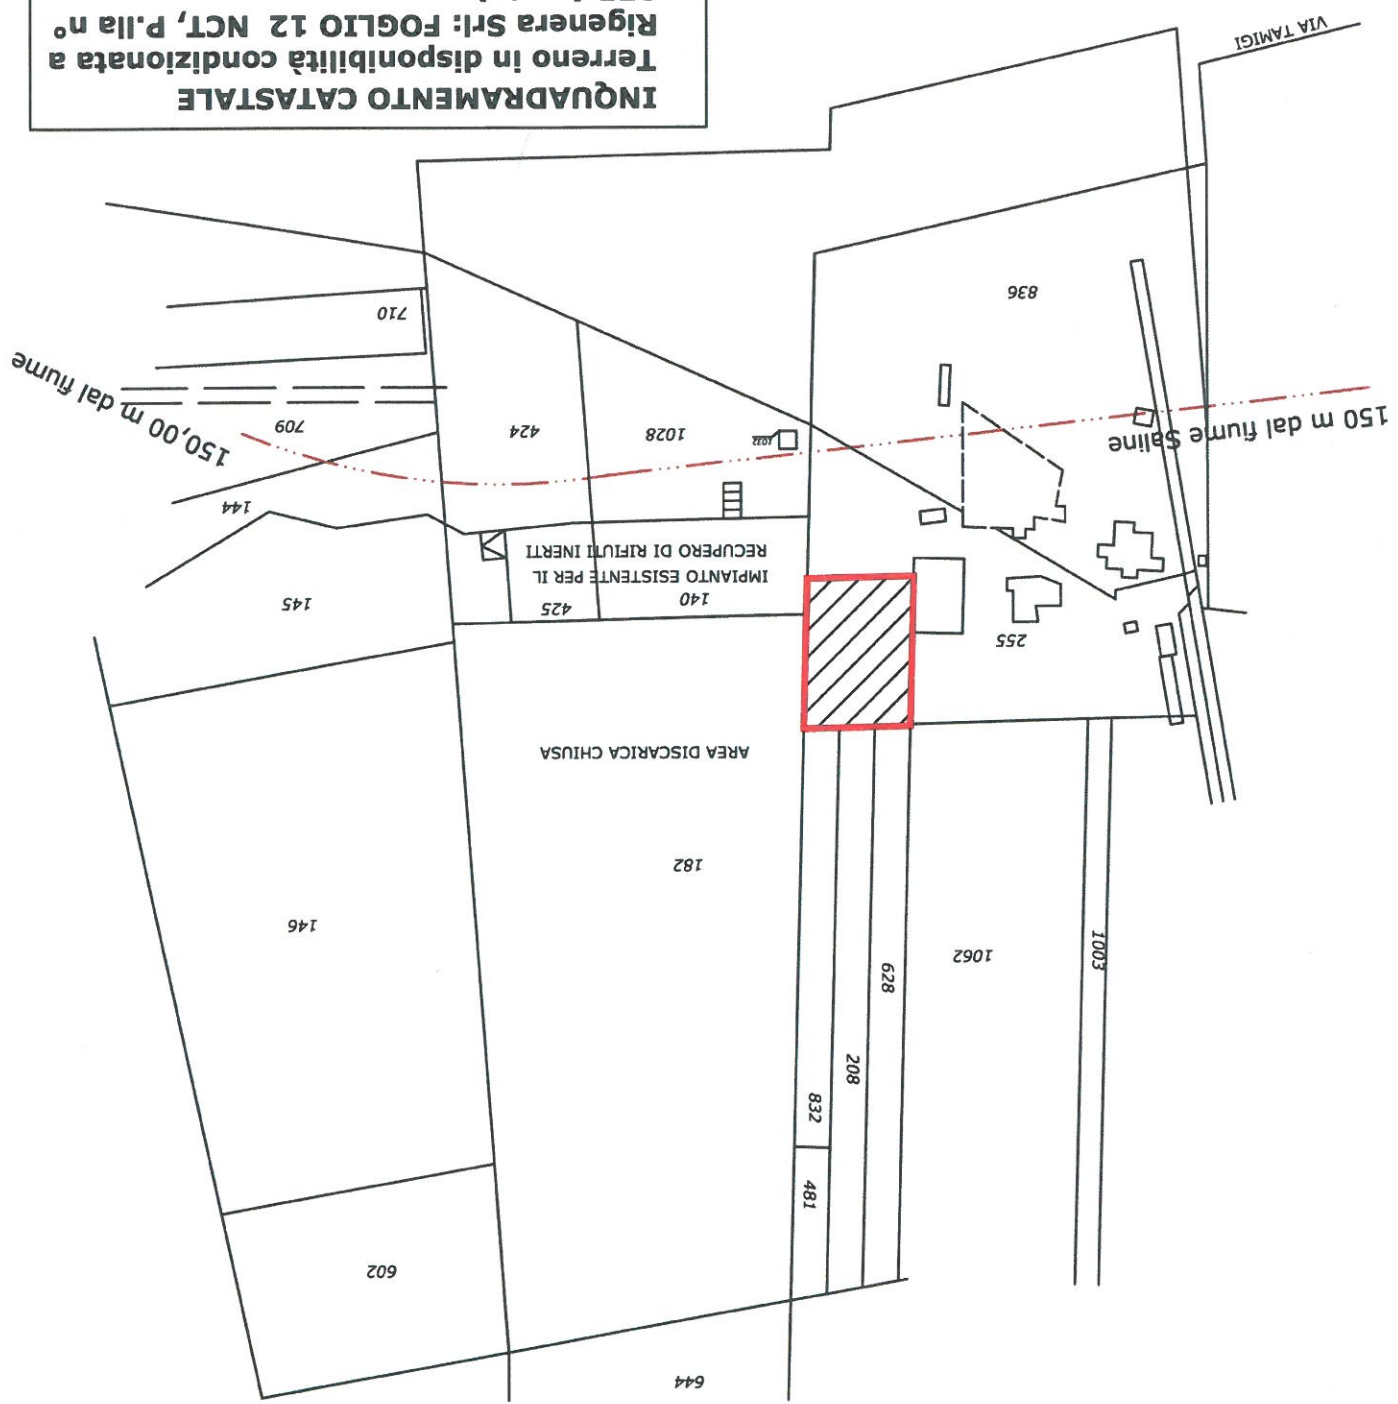 INQUADRAMENTO CATASTALE
Terreno in disponibilità condizionata a
Rigenera Srl: FOGLIO 12 NCT, P.lla n°
VIA TAMIGI
836
710
150,00 m dal fiume
709
424
1028
150 m dal fiume Saline
144
IMPIANTO ESISTENTE PER IL
RECUPERO DI RIFIUTI INERTI
140
425
145
255
AREA DISCARICA CHIUSA
182
146
1062
1003
628
208
832
481
602
644